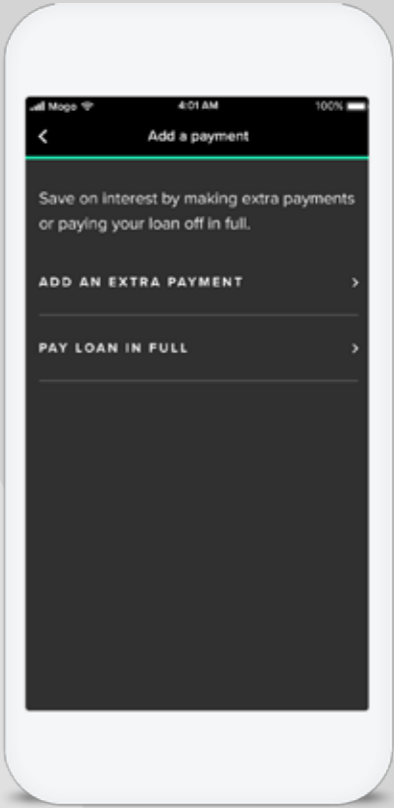 Mogo 4:01 AM 100%
Add a payment
Save on interest by making extra payments
or paying your loan off in full.
ADD AN EXTRA PAYMENT
PAY LOAN IN FULL